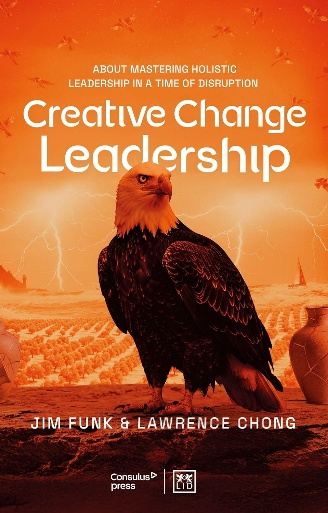 ABOUT MASTERING HOLISTIC
LEADERSHIP IN A TIME OF DISRUPTION
Creative Change
Leadership
JIM FUNK & LAWRENCE CHONG
Consulus
press
LID